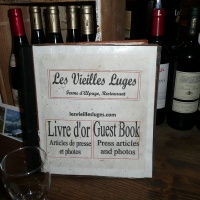 Les Vieilles Luges
Ferme d'Alpage, Restaurant
lesvieillesluges.com
Livre d'or
Articles de presse
et photos
Guest Book
Press articles
and photos